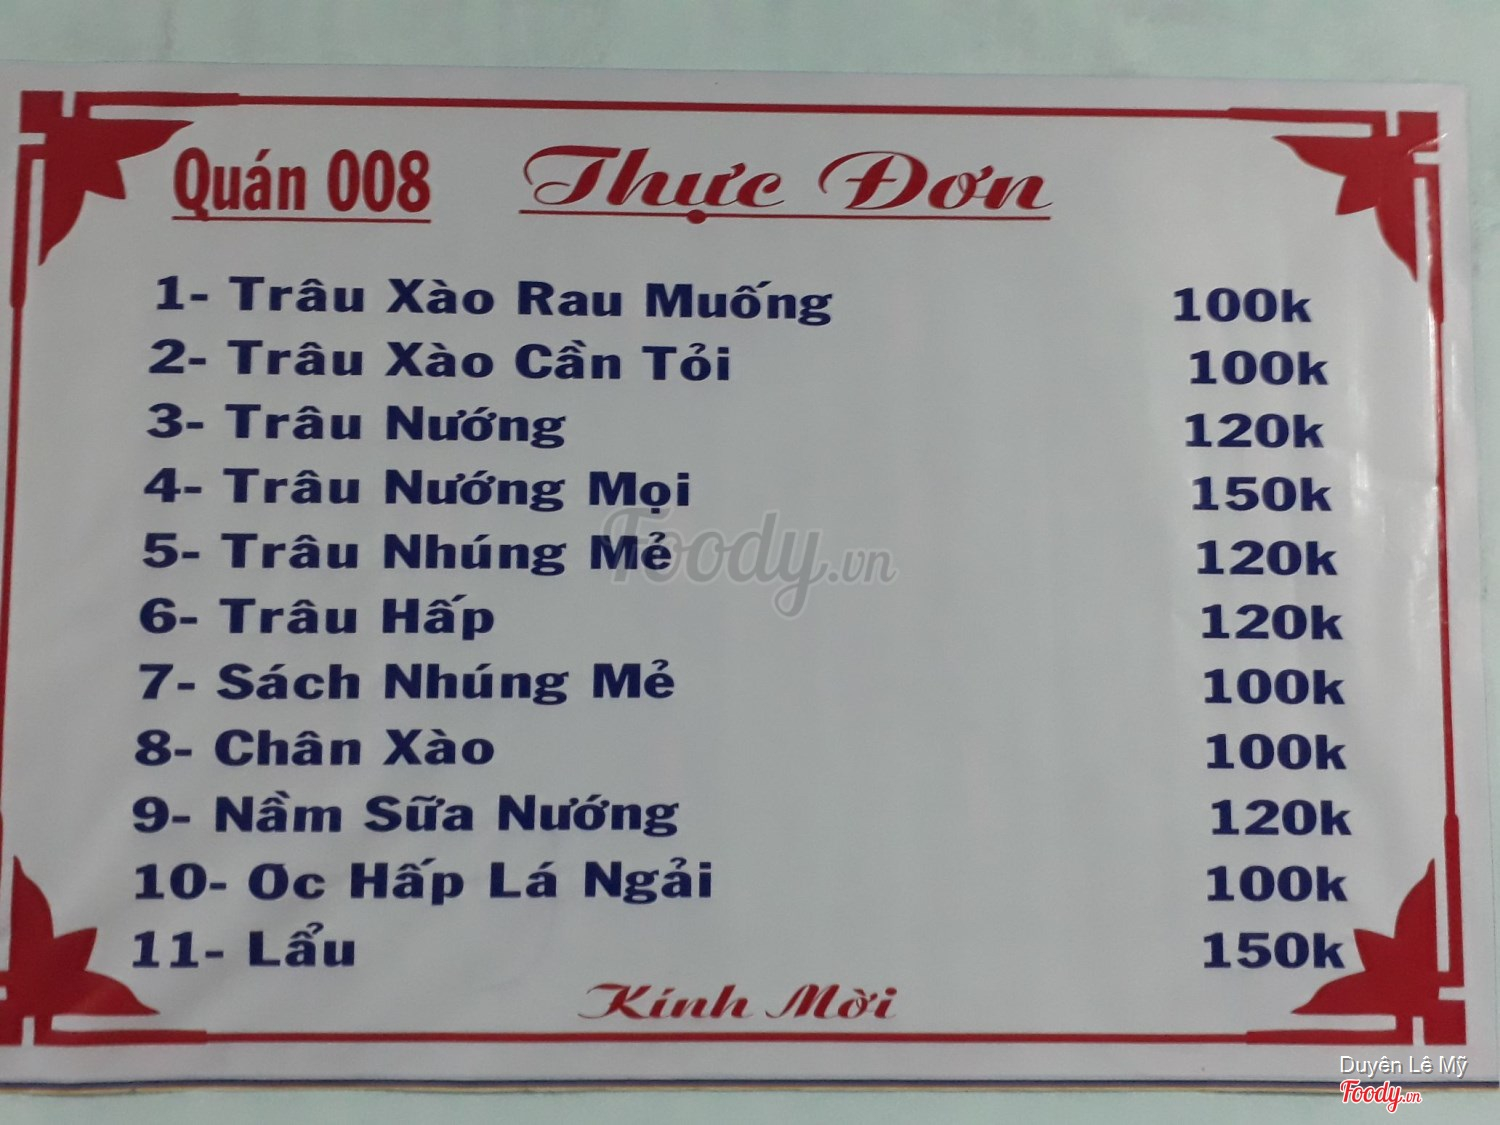 Quán 008 Thực Đơn
1- Trâu Xào Rau Muống 100k
2- Trâu Xào Cần Tỏi 100k
3- Trâu Nướng 120k
4- Trâu Nướng Mọi 150k
5- Trâu Nhúng Mẻ 120k
6- Trâu Hấp 120k
7- Sách Nhúng Mẻ 100k
8- Chân Xào 100k
9- Nầm Sữa Nướng 120k
10- Ơc Hấp Lá Ngải 100k
11- Lẩu 150k
Kính Mời
Foody.vn
Duyên Lê Mỹ
Foody.vn